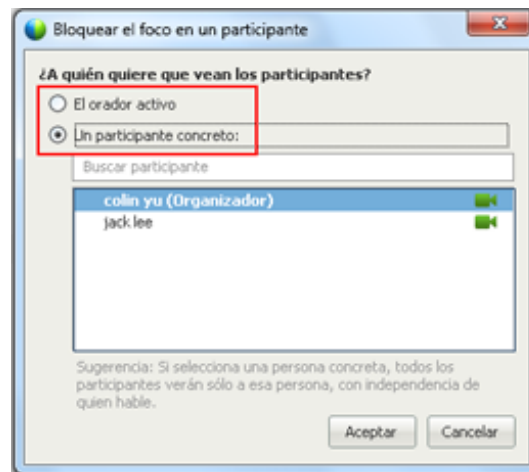 Bloquear el foco en un participante
¿A quién quiere que vean los participantes?
El orador activo
Un participante concreto:
Buscar participante
colin yu (Organizador)
jack lee
Sugerencia: Si selecciona una persona concreta, todos los
participantes verán sólo a esa persona, con independencia de
quien hable.
Aceptar Cancelar